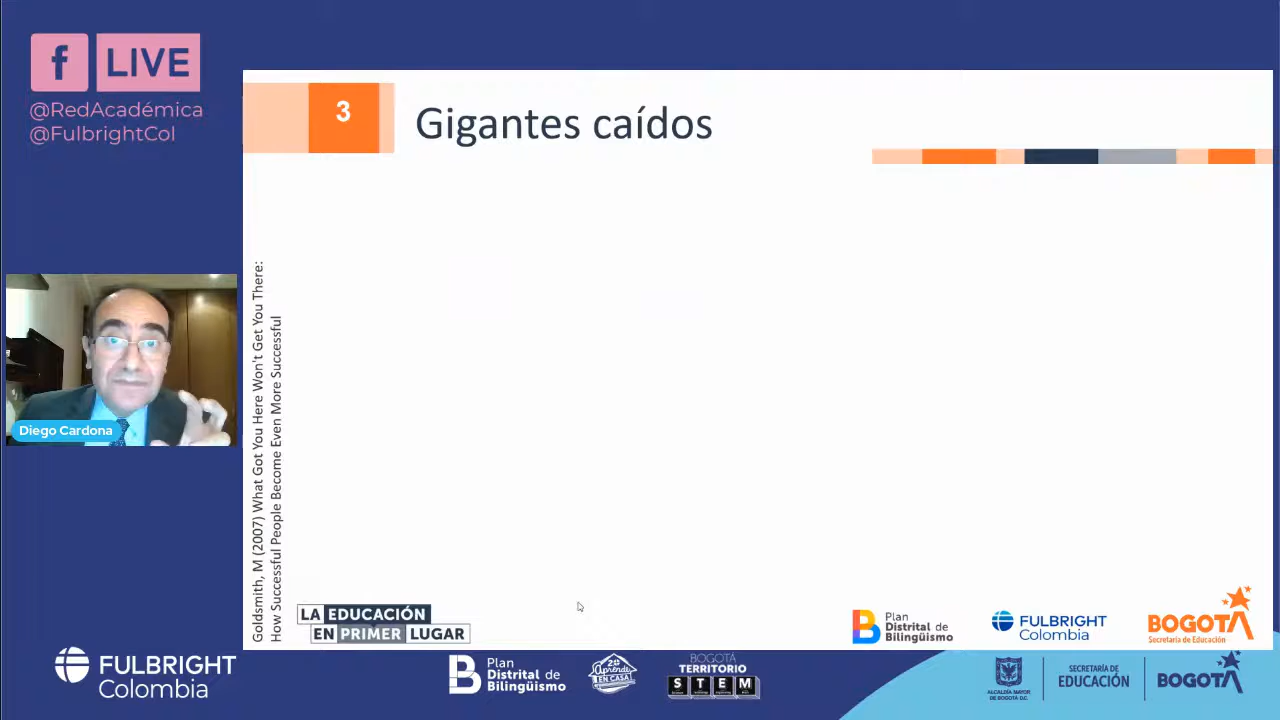 f LIVE
@RedAcadémica
@FulbrightCol
3
Gigantes caídos
Goldsmith, M (2007) What Got You Here Won't Get You There:
How Successful People Become Even More Successful
Diego Cardona
LA EDUCACIÓN
EN PRIMER LUGAR
Plan
Distrital de
Bilingüismo
FULBRIGHT
Colombia
BOGOTÁ
Secretaría de Educación
FULBRIGHT
Colombia
Plan
Distrital de
Bilingüismo
Aprende
EN CASA
BOGOTÁ
TERRITORIO
STEM
ALCALDÍA MAYOR
DE BOGOTÁ D.C.
SECRETARÍA DE
EDUCACIÓN
BOGOTÁ